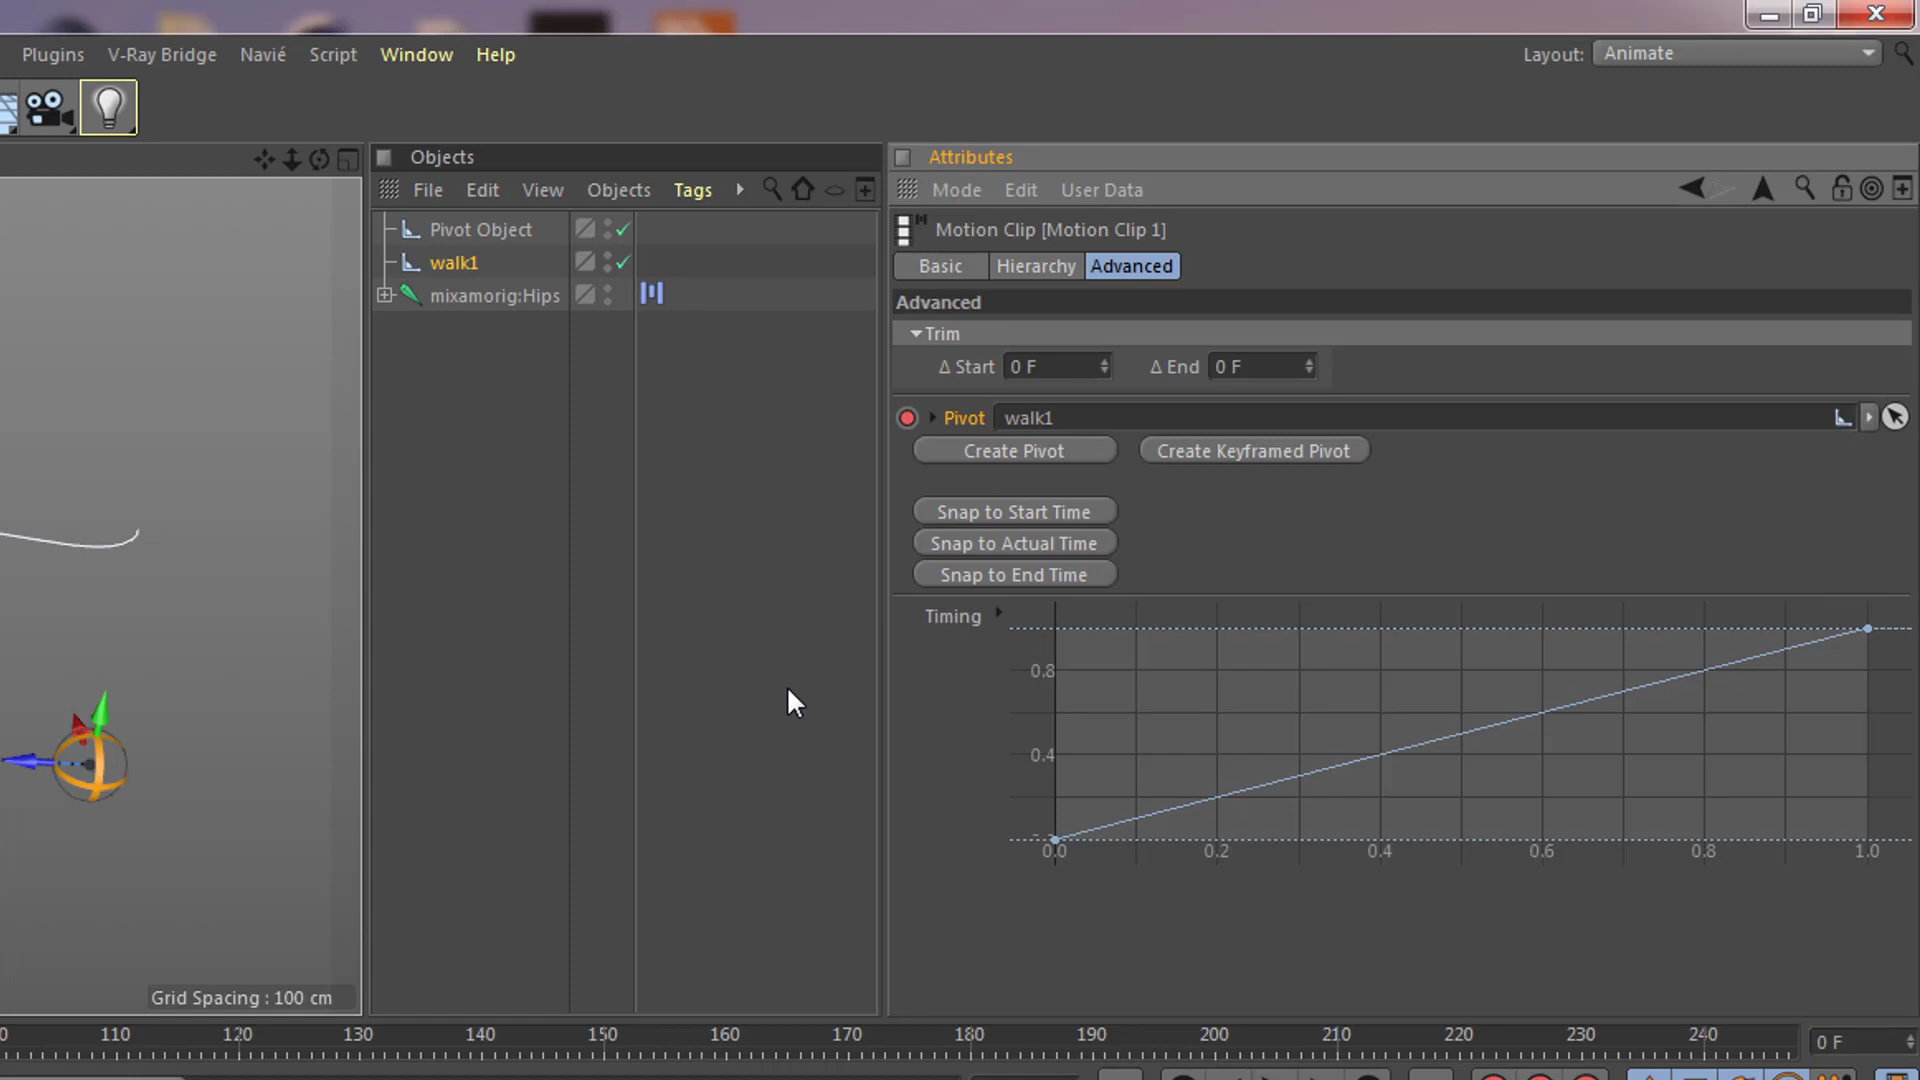 Plugins V-Ray Bridge Navié Script Window Help Layout: Animate
Objects
File Edit View Objects Tags
Pivot Object
walk1
mixamorig:Hips
Attributes
Mode Edit User Data
Motion Clip [Motion Clip 1]
Basic Hierarchy Advanced
Advanced
Trim
Δ Start 0 F Δ End 0 F
Pivot walk1
Create Pivot Create Keyframed Pivot
Snap to Start Time
Snap to Actual Time
Snap to End Time
Timing
0.8
0.4
0.0 0.2 0.4 0.6 0.8 1.0
Grid Spacing : 100 cm
110 120 130 140 150 160 170 180 190 200 210 220 230 240 0 F